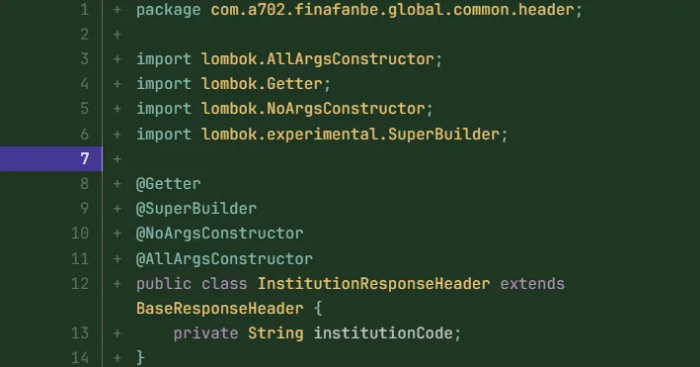 1 + package com.a702.finafanbe.global.common.header;
2 +
3 + import lombok.AllArgsConstructor;
4 + import lombok.Getter;
5 + import lombok.NoArgsConstructor;
6 + import lombok.experimental.SuperBuilder;
7 +
8 + @Getter
9 + @SuperBuilder
10 + @NoArgsConstructor
11 + @AllArgsConstructor
12 + public class InstitutionResponseHeader extends
BaseResponseHeader {
13 +     private String institutionCode;
14 + }